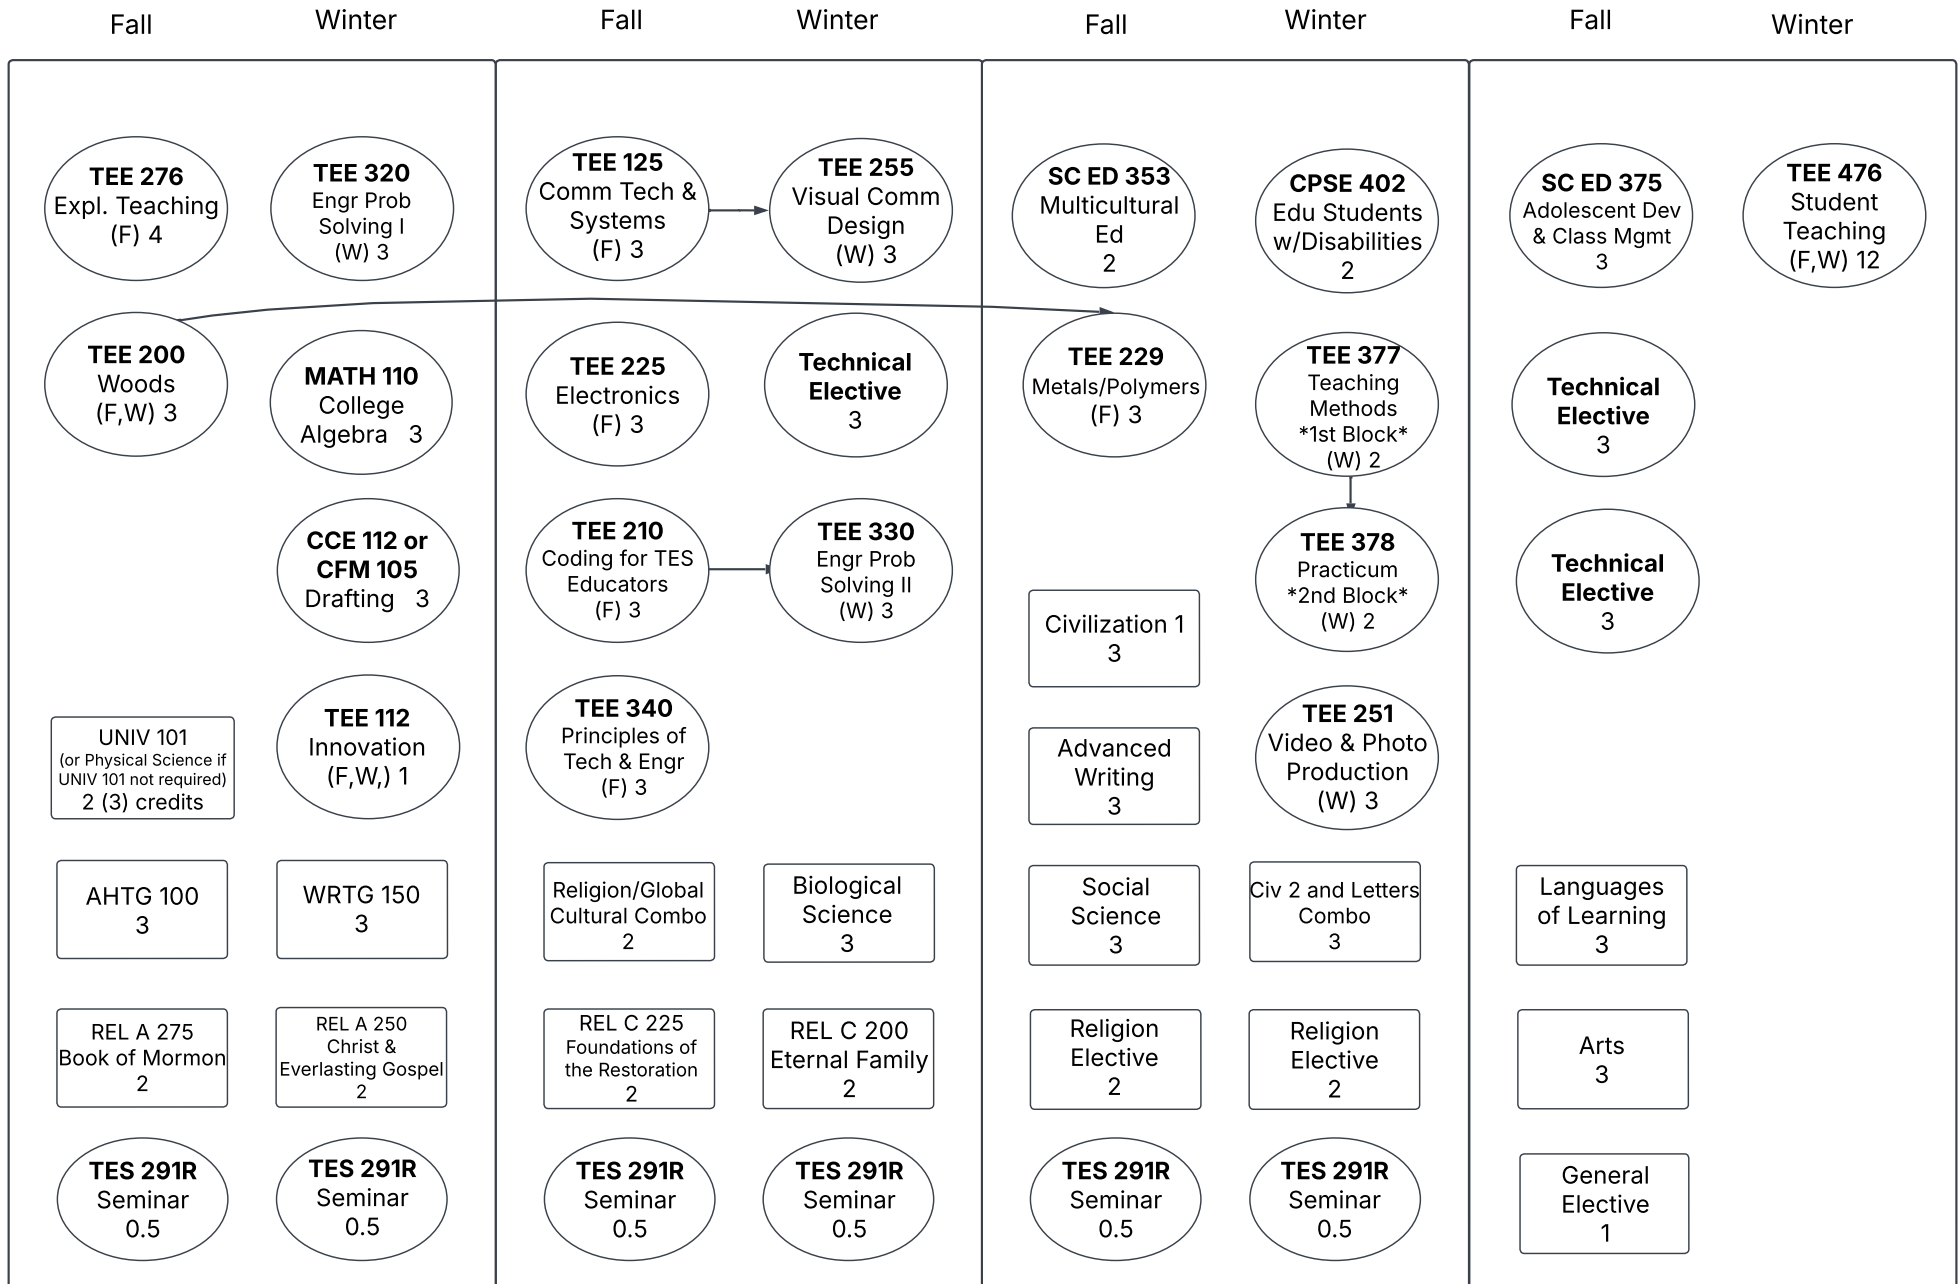 Fall
Winter
Fall
Winter
Fall
Winter
Fall
Winter
TEE 276
Expl. Teaching
(F) 4
TEE 200
Woods
(F,W) 3
UNIV 101
(or Physical Science if
UNIV 101 not required)
2 (3) credits
AHTG 100
3
REL A 275
Book of Mormon
2
TES 291R
Seminar
0.5
TEE 320
Engr Prob
Solving I
(W) 3
MATH 110
College
Algebra 3
CCE 112 or
CFM 105
Drafting 3
TEE 112
Innovation
(F,W,) 1
WRTG 150
3
REL A 250
Christ &
Everlasting Gospel
2
TES 291R
Seminar
0.5
TEE 125
Comm Tech &
Systems
(F) 3
TEE 225
Electronics
(F) 3
TEE 210
Coding for TES
Educators
(F) 3
TEE 340
Principles of
Tech & Engr
(F) 3
Religion/Global
Cultural Combo
2
REL C 225
Foundations of
the Restoration
2
TES 291R
Seminar
0.5
TEE 255
Visual Comm
Design
(W) 3
Technical
Elective
3
TEE 330
Engr Prob
Solving II
(W) 3
Biological
Science
3
REL C 200
Eternal Family
2
TES 291R
Seminar
0.5
SC ED 353
Multicultural
Ed
2
TEE 229
Metals/Polymers
(F) 3
Civilization 1
3
Advanced
Writing
3
Social
Science
3
Religion
Elective
2
TES 291R
Seminar
0.5
CPSE 402
Edu Students
w/Disabilities
2
TEE 377
Teaching
Methods
*1st Block*
(W) 2
TEE 378
Practicum
*2nd Block*
(W) 2
TEE 251
Video & Photo
Production
(W) 3
Civ 2 and Letters
Combo
3
Religion
Elective
2
TES 291R
Seminar
0.5
SC ED 375
Adolescent Dev
& Class Mgmt
3
Technical
Elective
3
Technical
Elective
3
Languages
of Learning
3
Arts
3
General
Elective
1
TEE 476
Student
Teaching
(F,W) 12